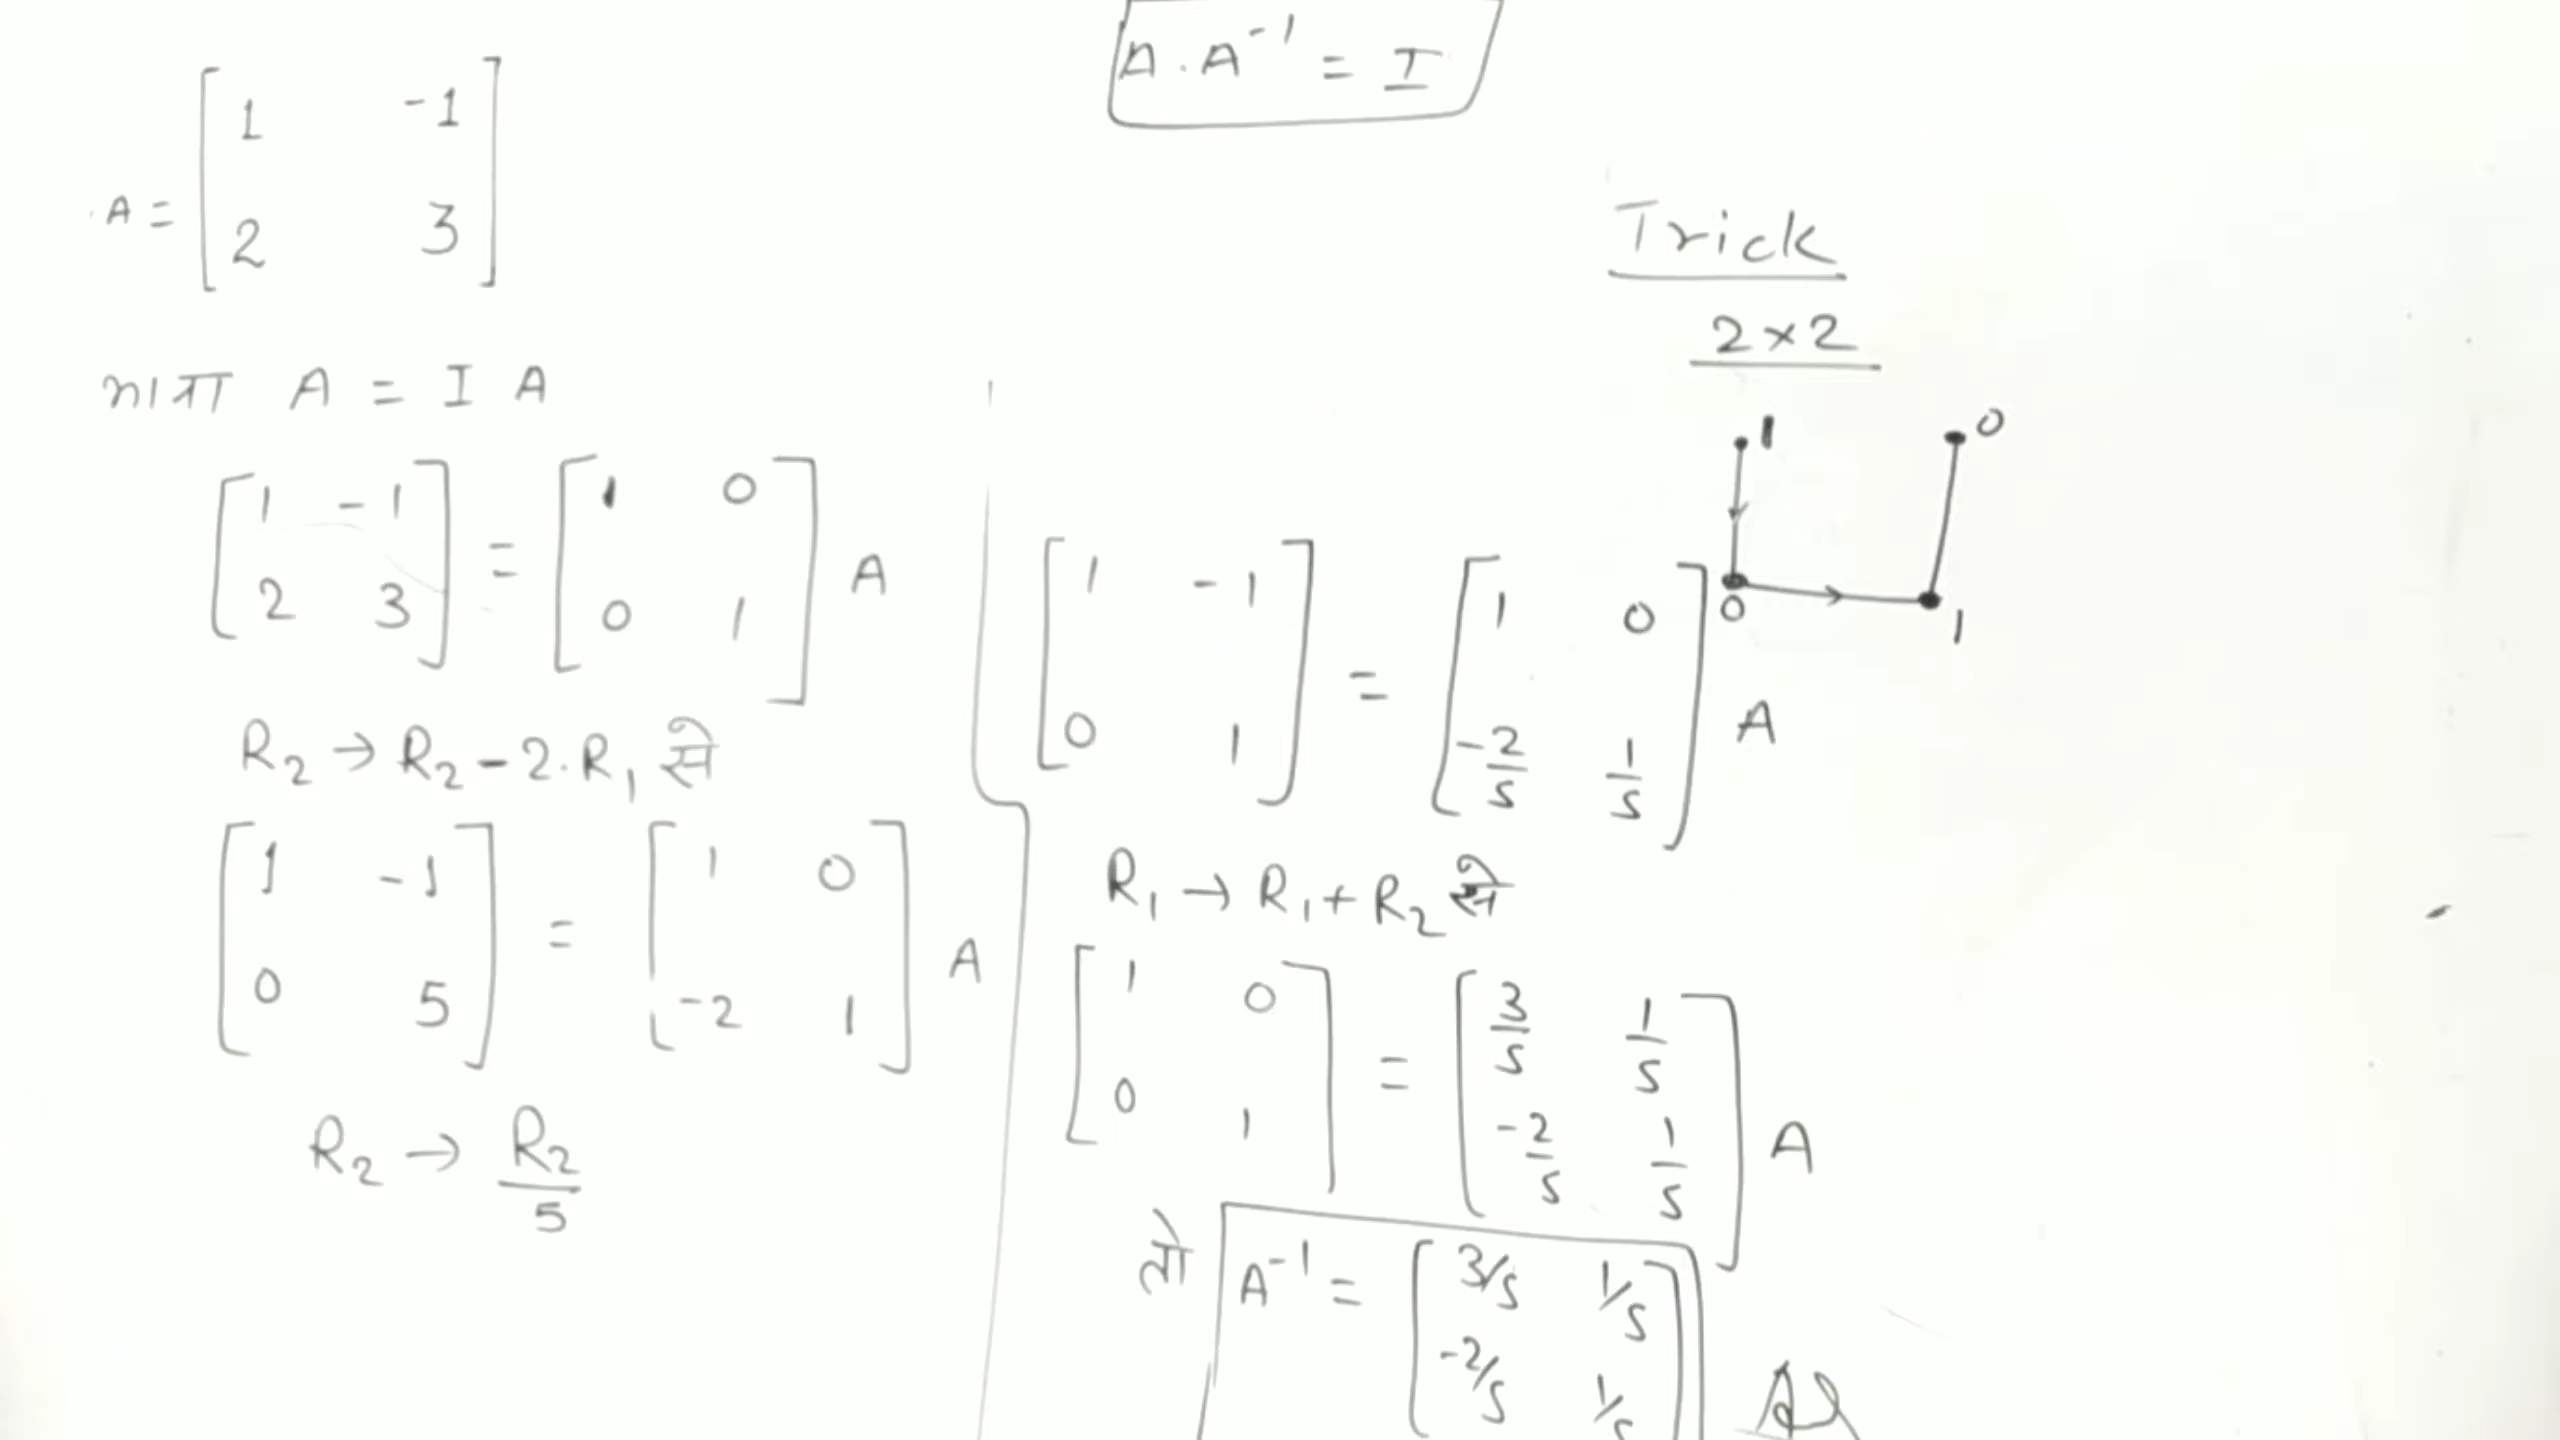 A · A⁻¹ = I
A = [ 1 -1
2 3 ]
माना A = I A
[ 1 -1
2 3 ] = [ 1 0
0 1 ] A
R₂ → R₂ - 2·R₁ से
[ 1 -1
0 5 ] = [ 1 0
-2 1 ] A
R₂ → R₂/5
Trick
2×2
1 0
0 1
[ 1 -1
0 1 ] = [ 1 0
-2/5 1/5 ] A
R₁ → R₁ + R₂ से
[ 1 0
0 1 ] = [ 3/5 1/5
-2/5 1/5 ] A
तो A⁻¹ = [ 3/5 1/5
-2/5 1/5